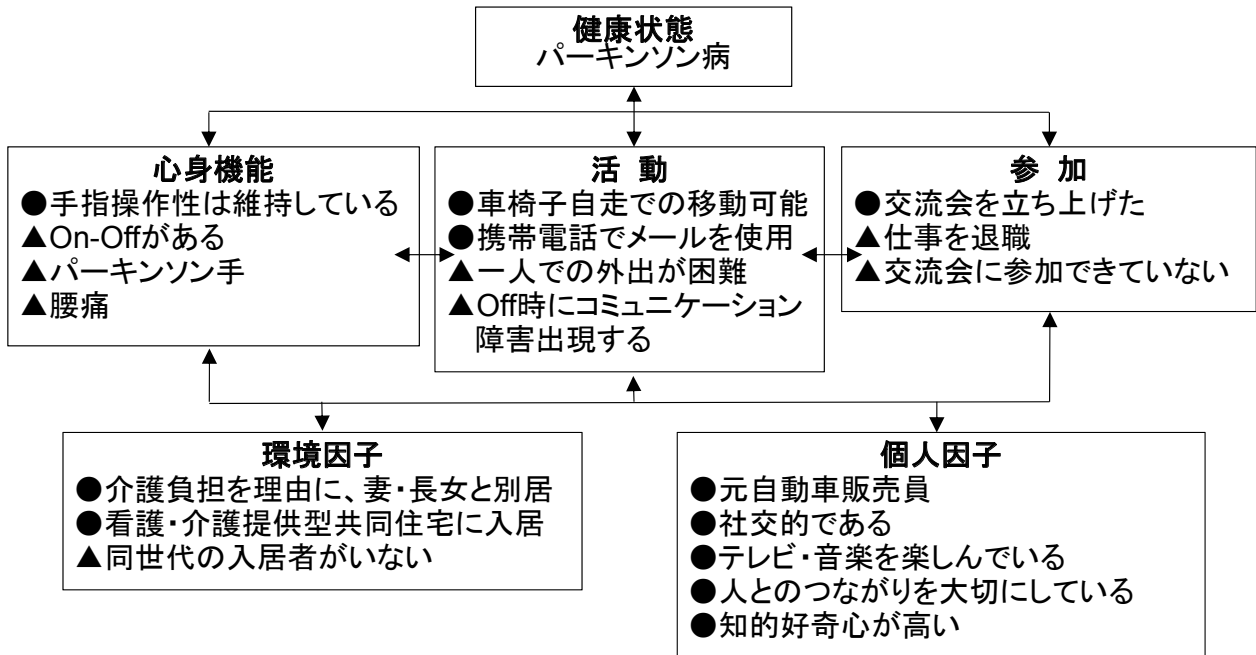 健康状態
パーキンソン病
心身機能
●手指操作性は維持している
▲On-Offがある
▲パーキンソン手
▲腰痛
活 動
●車椅子自走での移動可能
●携帯電話でメールを使用
▲一人での外出が困難
▲Off時にコミュニケーション
障害出現する
参 加
●交流会を立ち上げた
▲仕事を退職
▲交流会に参加できていない
環境因子
●介護負担を理由に、妻・長女と別居
●看護・介護提供型共同住宅に入居
▲同世代の入居者がいない
個人因子
●元自動車販売員
●社交的である
●テレビ・音楽を楽しんでいる
●人とのつながりを大切にしている
●知的好奇心が高い